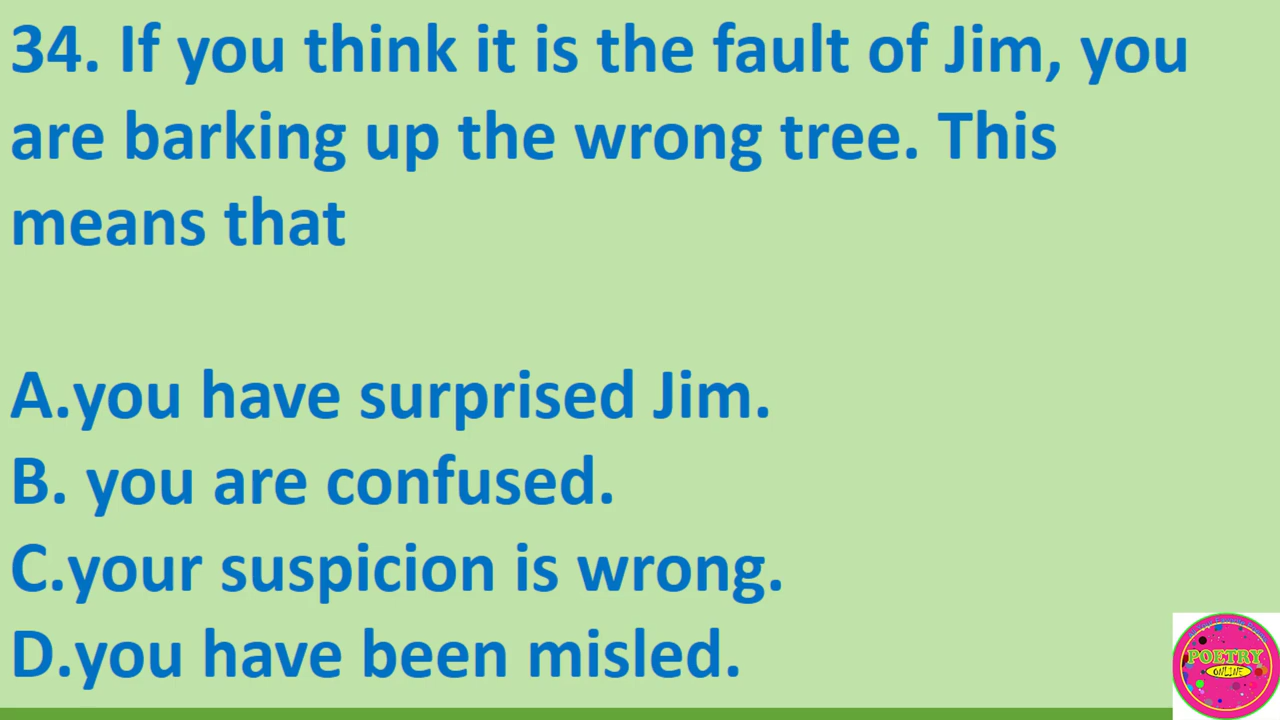 34. If you think it is the fault of Jim, you
are barking up the wrong tree. This
means that
A.you have surprised Jim.
B. you are confused.
C.your suspicion is wrong.
D.you have been misled.
POETRY
ONLINE